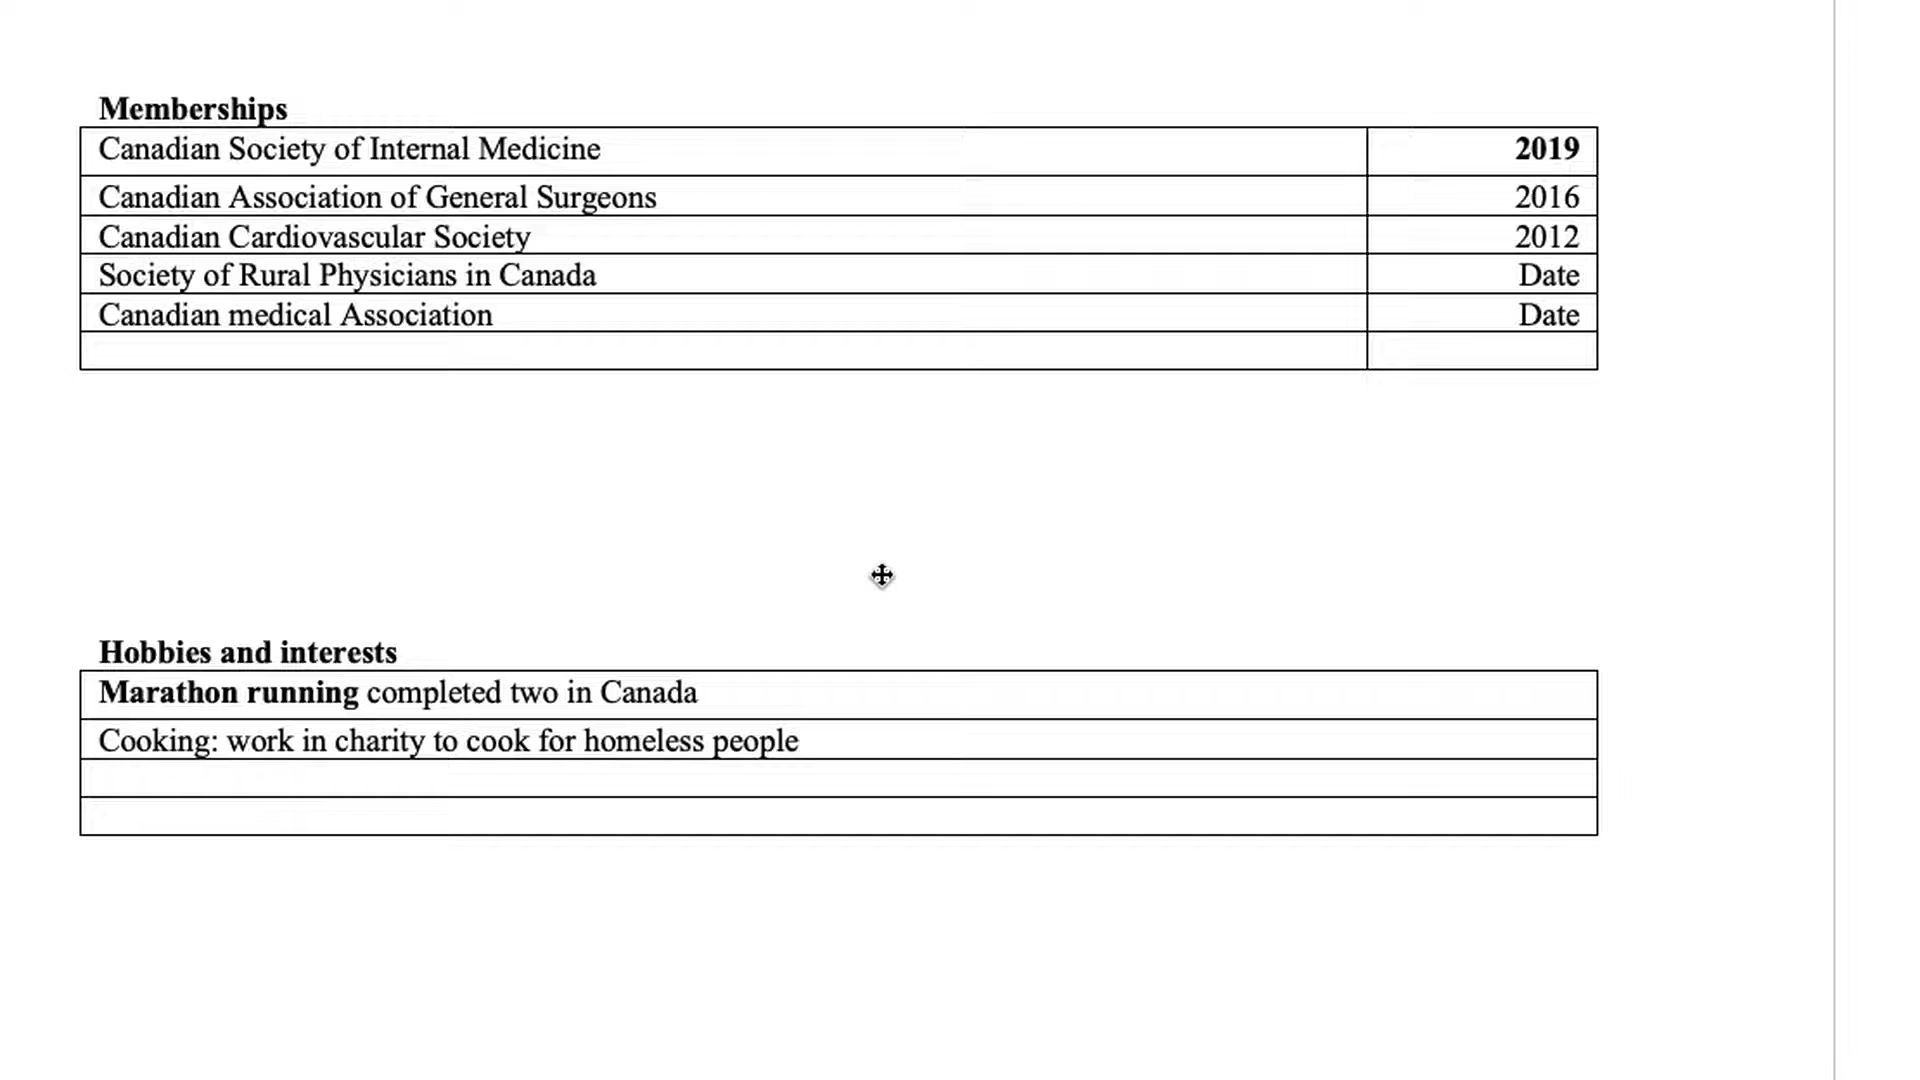 Memberships
Canadian Society of Internal Medicine 2019
Canadian Association of General Surgeons 2016
Canadian Cardiovascular Society 2012
Society of Rural Physicians in Canada Date
Canadian medical Association Date
Hobbies and interests
Marathon running completed two in Canada
Cooking: work in charity to cook for homeless people